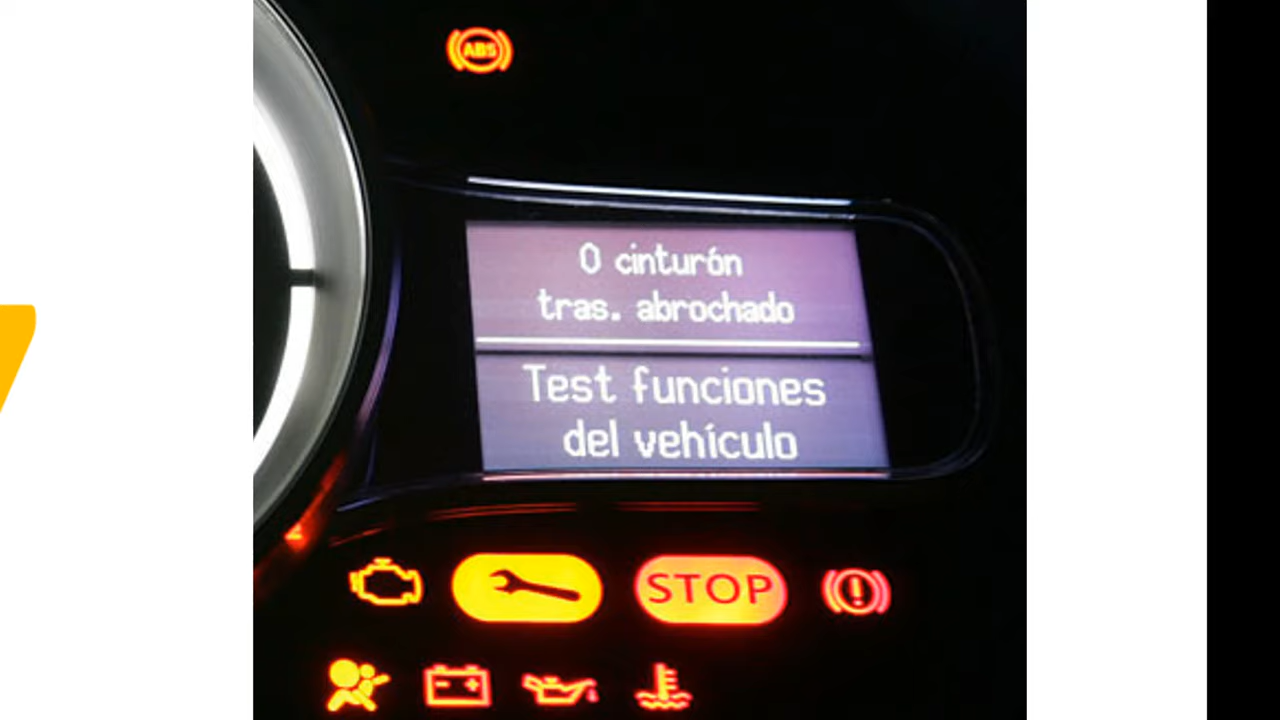 ABS
0 cinturón
tras. abrochado
Test funciones
del vehículo
STOP